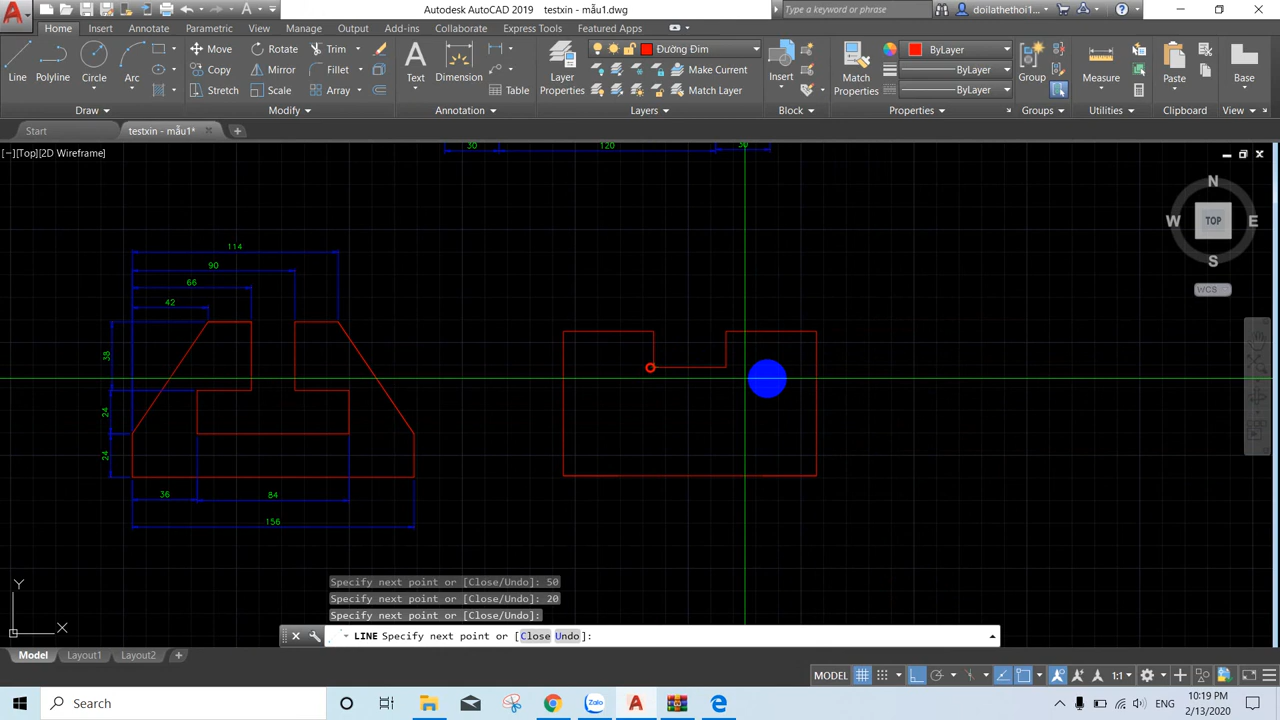 Autodesk AutoCAD 2019 testxin - mẫu1.dwg
Type a keyword or phrase
doilathethoi1...
Home Insert Annotate Parametric View Manage Output Add-ins Collaborate Express Tools Featured Apps
Line Polyline Circle Arc
Move Rotate Trim
Copy Mirror Fillet
Stretch Scale Array
Text Dimension
Table
Layer Properties
Đường Đim
Make Current
Match Layer
Insert
Match Properties
ByLayer
ByLayer
ByLayer
Group
Measure
Paste
Base
Draw Modify Annotation Layers Block Properties Groups Utilities Clipboard View
Start testxin - mẫu1*
[−][Top][2D Wireframe]
30 120 30
N
W TOP E
S
WCS
114
90
66
42
38
24
24
36 84
156
Y
X
Specify next point or [Close/Undo]: 50
Specify next point or [Close/Undo]: 20
Specify next point or [Close/Undo]:
LINE Specify next point or [Close Undo]:
Model Layout1 Layout2
MODEL 1:1
Search
Zalo
ENG
10:19 PM
2/13/2020